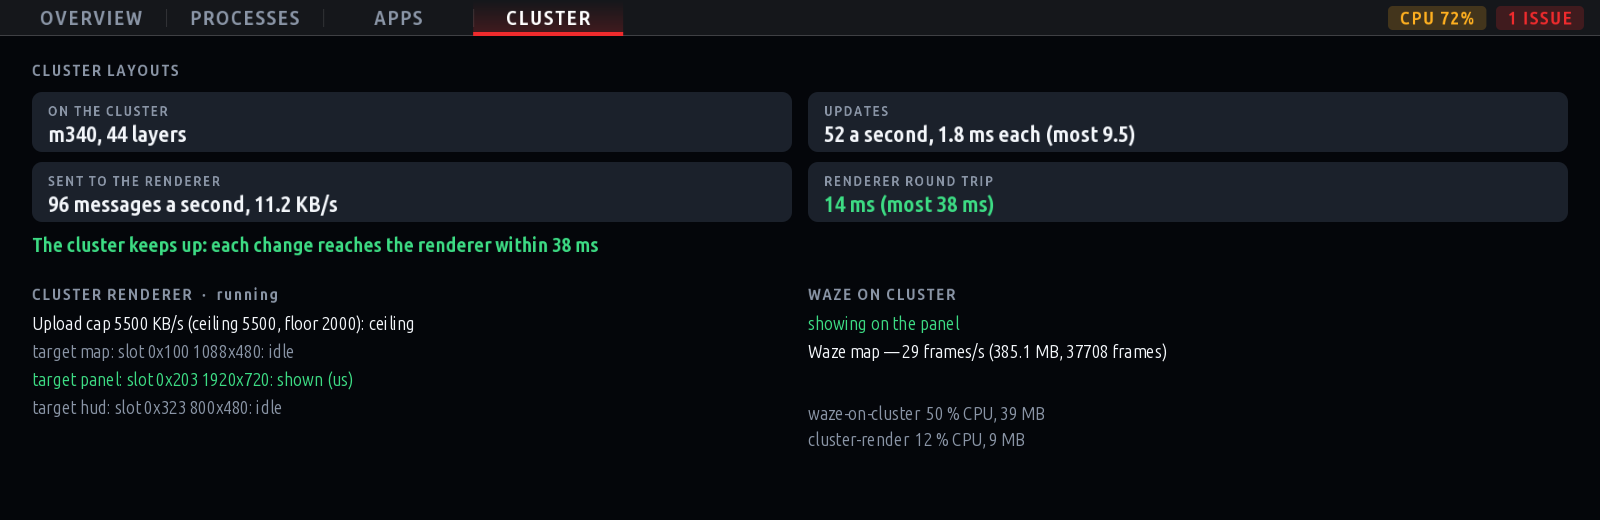 OVERVIEW PROCESSES APPS CLUSTER CPU 72% 1 ISSUE
CLUSTER LAYOUTS
ON THE CLUSTER
m340, 44 layers
UPDATES
52 a second, 1.8 ms each (most 9.5)
SENT TO THE RENDERER
96 messages a second, 11.2 KB/s
RENDERER ROUND TRIP
14 ms (most 38 ms)
The cluster keeps up: each change reaches the renderer within 38 ms
CLUSTER RENDERER · running
Upload cap 5500 KB/s (ceiling 5500, floor 2000): ceiling
target map: slot 0x100 1088x480: idle
target panel: slot 0x203 1920x720: shown (us)
target hud: slot 0x323 800x480: idle
WAZE ON CLUSTER
showing on the panel
Waze map — 29 frames/s (385.1 MB, 37708 frames)
waze-on-cluster 50 % CPU, 39 MB
cluster-render 12 % CPU, 9 MB